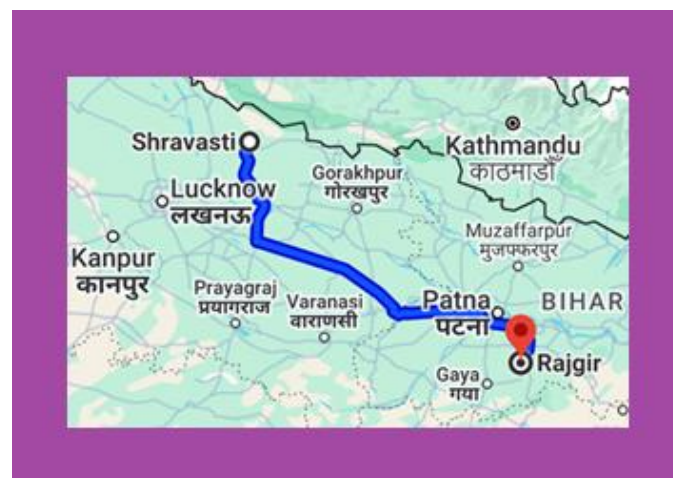 Shravasti
Kathmandu
काठमाडौँ
Gorakhpur
गोरखपुर
Lucknow
लखनऊ
Muzaffarpur
मुजफ्फरपुर
Kanpur
कानपुर
Prayagraj
प्रयागराज
Varanasi
वाराणसी
Patna
पटना
BIHAR
Rajgir
Gaya
गया